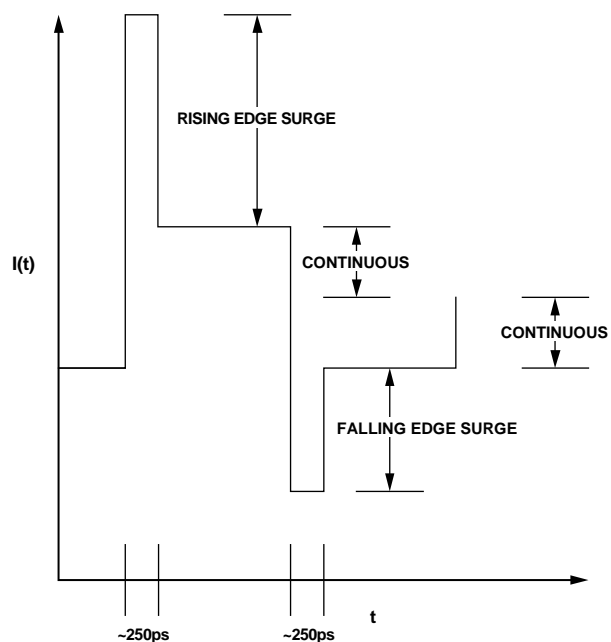 RISING EDGE SURGE
I(t)
CONTINUOUS
CONTINUOUS
FALLING EDGE SURGE
t
~250ps
~250ps